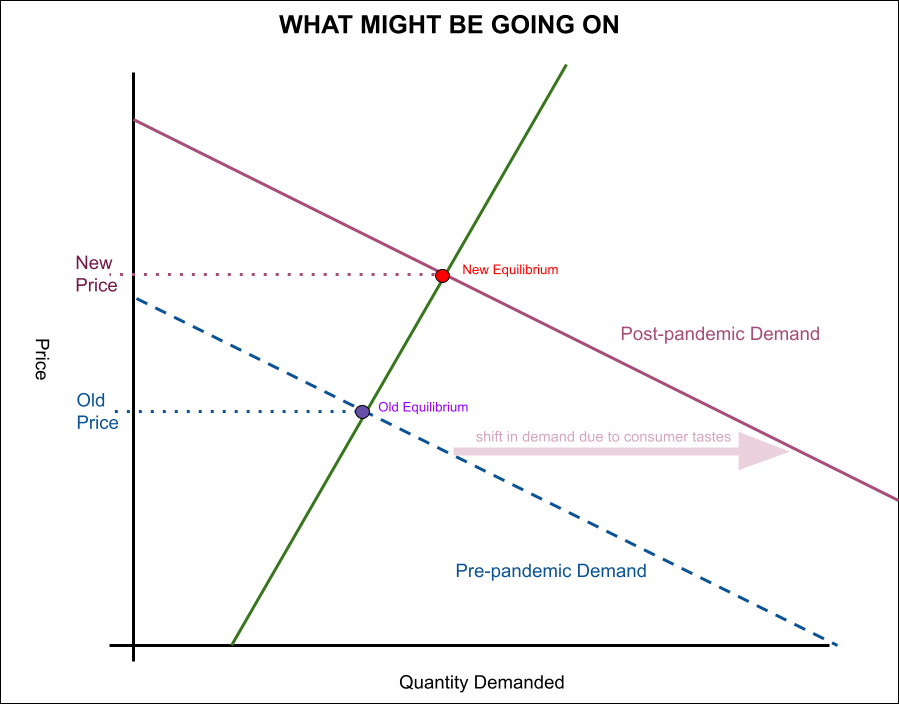 WHAT MIGHT BE GOING ON
New
Price
New Equilibrium
Post-pandemic Demand
Price
Old
Price
Old Equilibrium
shift in demand due to consumer tastes
Pre-pandemic Demand
Quantity Demanded